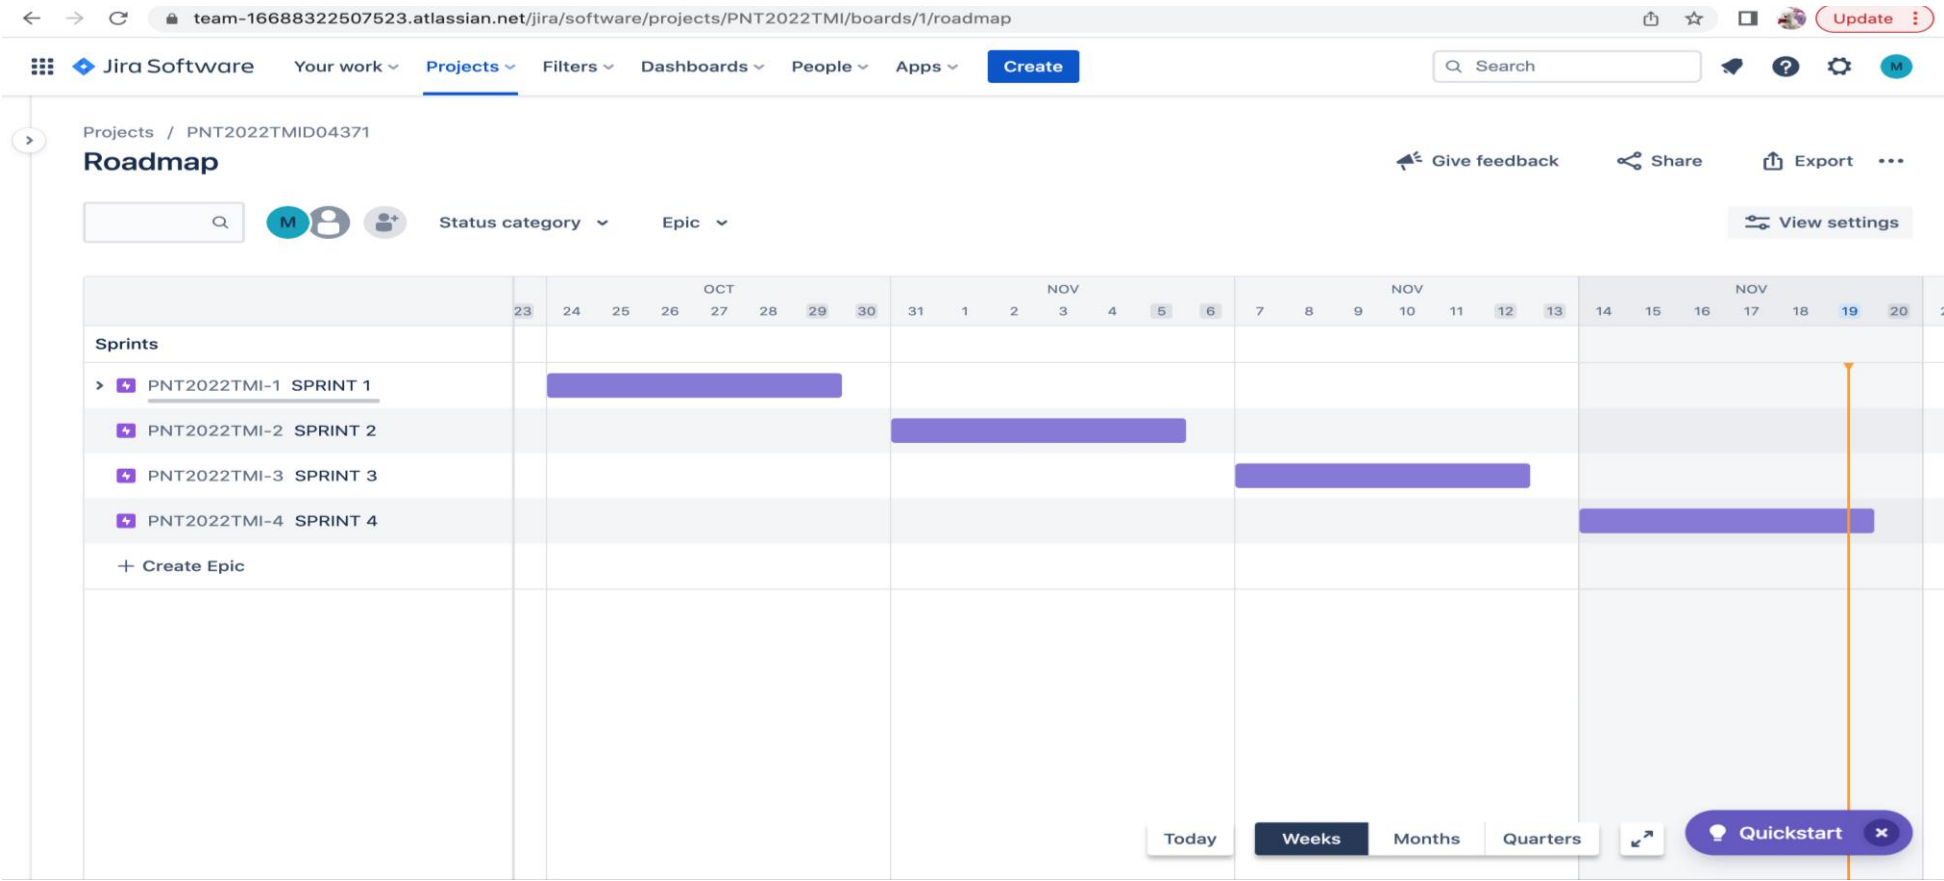 team-16688322507523.atlassian.net/jira/software/projects/PNT2022TMI/boards/1/roadmap Update
Jira Software Your work Projects Filters Dashboards People Apps Create Search M
Projects / PNT2022TMID04371
Roadmap Give feedback Share Export
M Status category Epic View settings
OCT NOV NOV NOV
23 24 25 26 27 28 29 30 31 1 2 3 4 5 6 7 8 9 10 11 12 13 14 15 16 17 18 19 20
Sprints
PNT2022TMI-1 SPRINT 1
PNT2022TMI-2 SPRINT 2
PNT2022TMI-3 SPRINT 3
PNT2022TMI-4 SPRINT 4
+ Create Epic
Today Weeks Months Quarters Quickstart